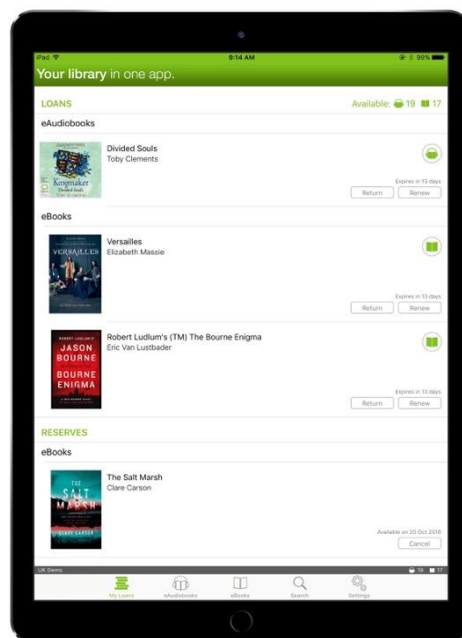 iPad
9:14 AM
99%
Your library in one app.
LOANS
Available: 19 17
eAudiobooks
Kingmaker
Divided Souls
Divided Souls
Toby Clements
Expires in 13 days
Return
Renew
eBooks
VERSAILLES
Versailles
Elizabeth Massie
Expires in 13 days
Return
Renew
ROBERT LUDLUM'S
JASON
BOURNE
BOURNE
ENIGMA
Robert Ludlum's (TM) The Bourne Enigma
Eric Van Lustbader
Expires in 13 days
Return
Renew
RESERVES
eBooks
THE
SALT
MARSH
CLARE CARSON
The Salt Marsh
Clare Carson
Available on 20 Oct 2016
Cancel
UK Demo
19 17
My Loans
eAudiobooks
eBooks
Search
Settings